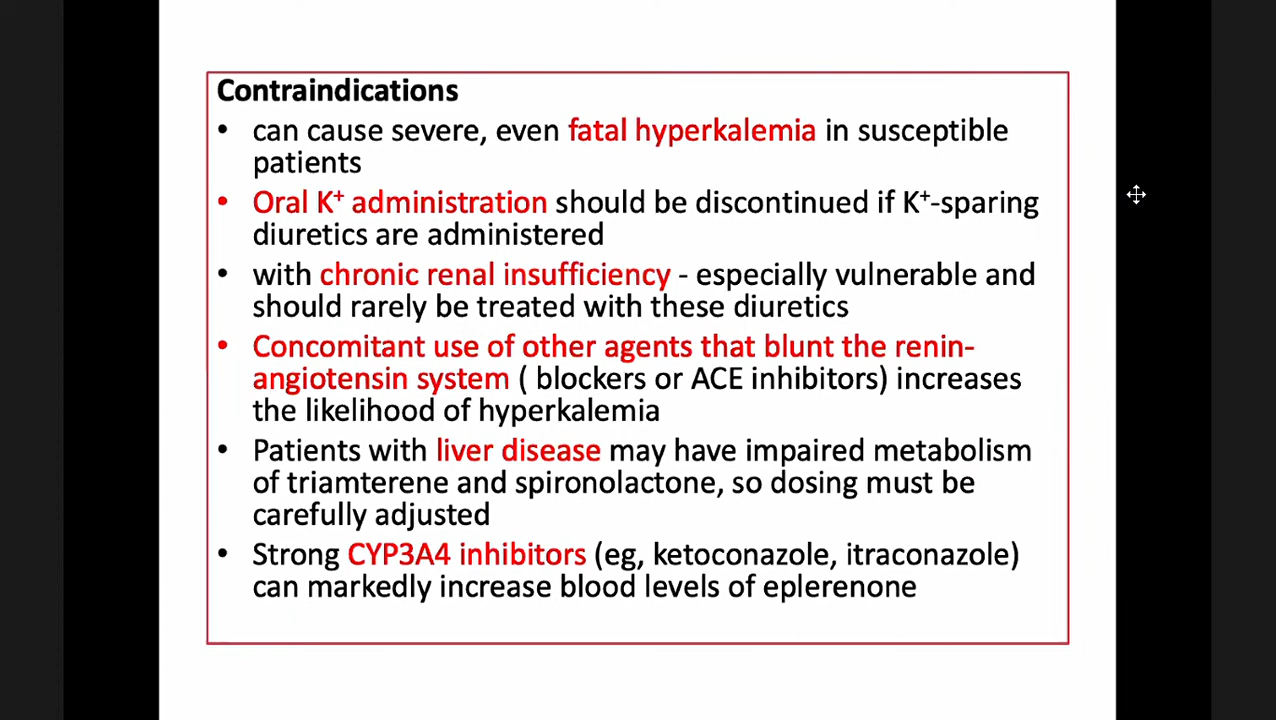 Contraindications
• can cause severe, even fatal hyperkalemia in susceptible
patients
• Oral K⁺ administration should be discontinued if K⁺-sparing
diuretics are administered
• with chronic renal insufficiency - especially vulnerable and
should rarely be treated with these diuretics
• Concomitant use of other agents that blunt the renin-
angiotensin system ( blockers or ACE inhibitors) increases
the likelihood of hyperkalemia
• Patients with liver disease may have impaired metabolism
of triamterene and spironolactone, so dosing must be
carefully adjusted
• Strong CYP3A4 inhibitors (eg, ketoconazole, itraconazole)
can markedly increase blood levels of eplerenone